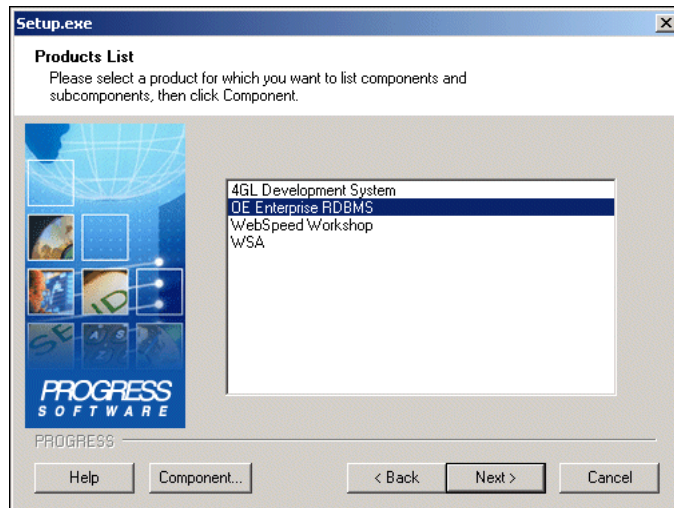 Setup.exe
Products List
Please select a product for which you want to list components and
subcomponents, then click Component.
4GL Development System
OE Enterprise RDBMS
WebSpeed Workshop
WSA
PROGRESS
SOFTWARE
PROGRESS
Help
Component...
< Back
Next >
Cancel